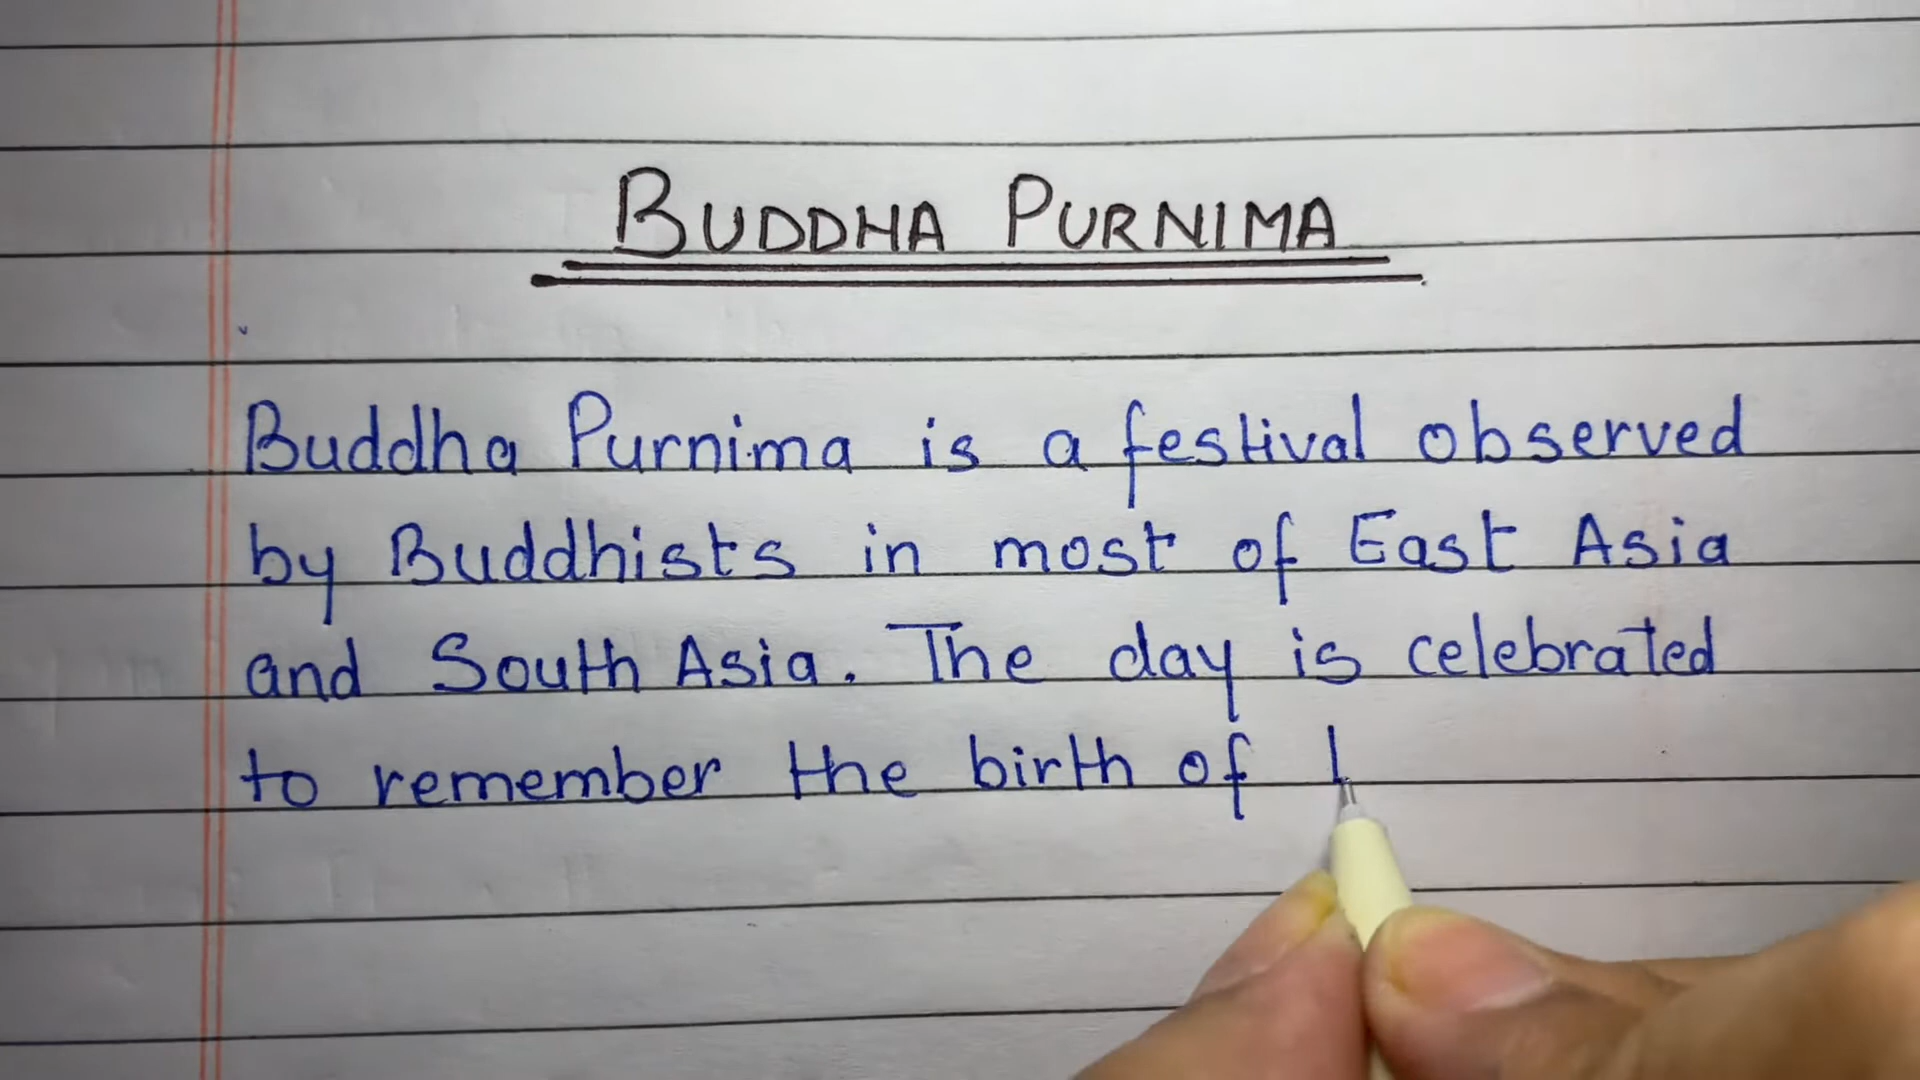 BUDDHA PURNIMA
Buddha Purnima is a festival observed
by Buddhists in most of East Asia
and South Asia. The day is celebrated
to remember the birth of